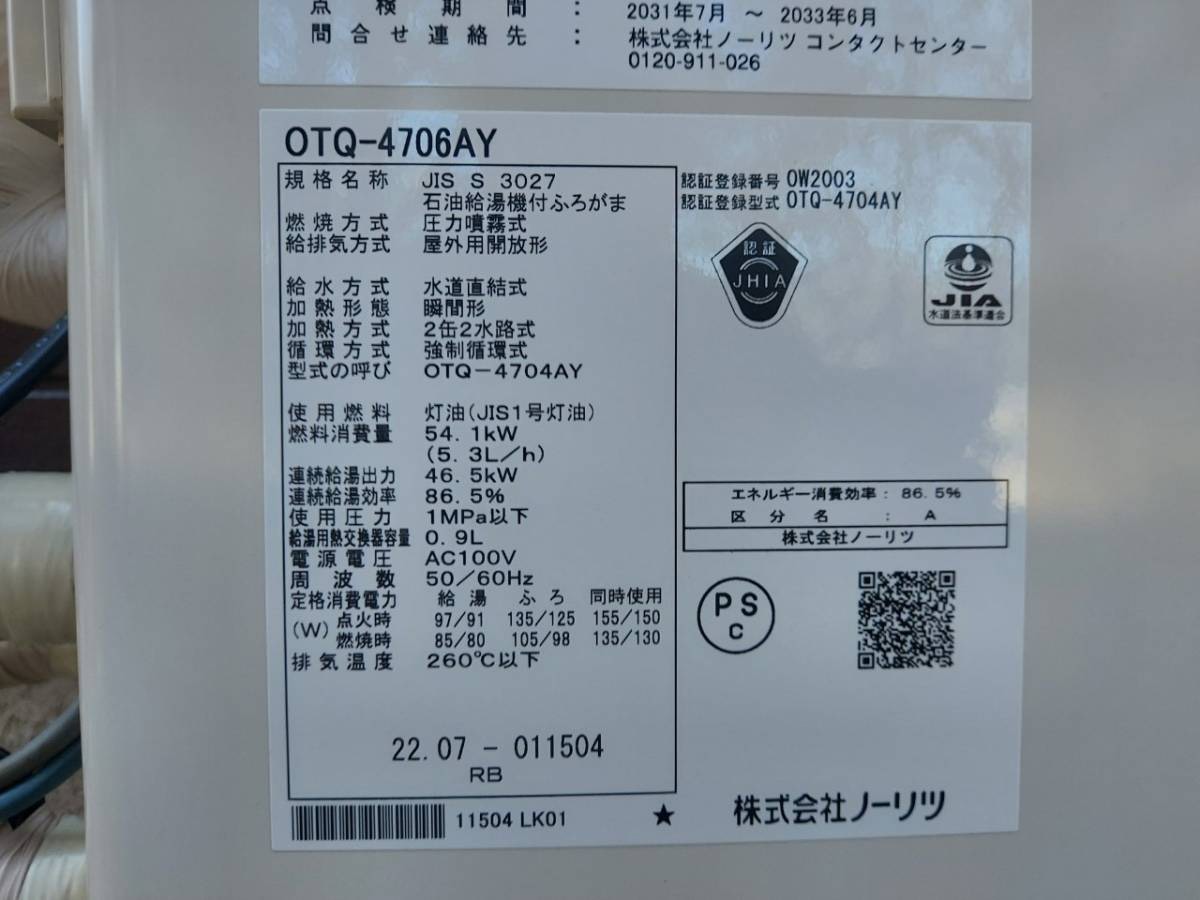 点検期間 : 2031年7月 ～ 2033年6月
問合せ連絡先 : 株式会社ノーリツ コンタクトセンター
0120-911-026
OTQ-4706AY
規格名称 JIS S 3027
石油給湯機付ふろがま
燃焼方式 圧力噴霧式
給排気方式 屋外用開放形
給水方式 水道直結式
加熱形態 瞬間形
加熱方式 2缶2水路式
循環方式 強制循環式
型式の呼び OTQ-4704AY
使用燃料 灯油(JIS1号灯油)
燃料消費量 54.1kW
(5.3L/h)
連続給湯出力 46.5kW
連続給湯効率 86.5%
使用圧力 1MPa以下
給湯用熱交換器容量 0.9L
電源電圧 AC100V
周波数 50/60Hz
定格消費電力 給湯 ふろ 同時使用
(W) 点火時 97/91 135/125 155/150
燃焼時 85/80 105/98 135/130
排気温度 260℃以下
22.07-011504
RB
11504 LK01 ★
認証登録番号 OW2003
認証登録型式 OTQ-4704AY
認証
JHIA
JIA
水道法基準適合
エネルギー消費効率: 86.5%
区分名 : A
株式会社ノーリツ
PS
C
株式会社ノーリツ